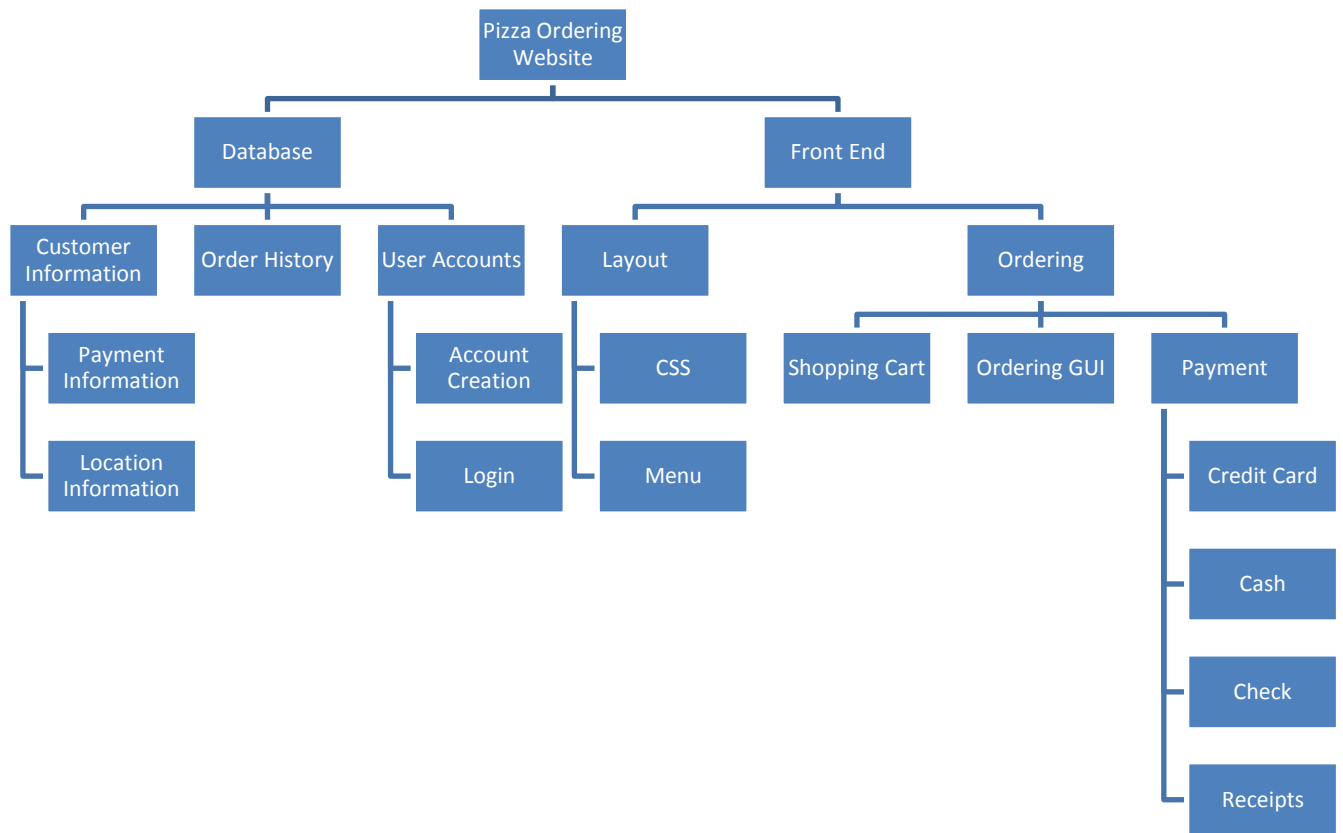 Pizza Ordering
Website
Database
Front End
Customer
Information
Order History
User Accounts
Layout
Ordering
Payment
Information
Account
Creation
CSS
Shopping Cart
Ordering GUI
Payment
Location
Information
Login
Menu
Credit Card
Cash
Check
Receipts